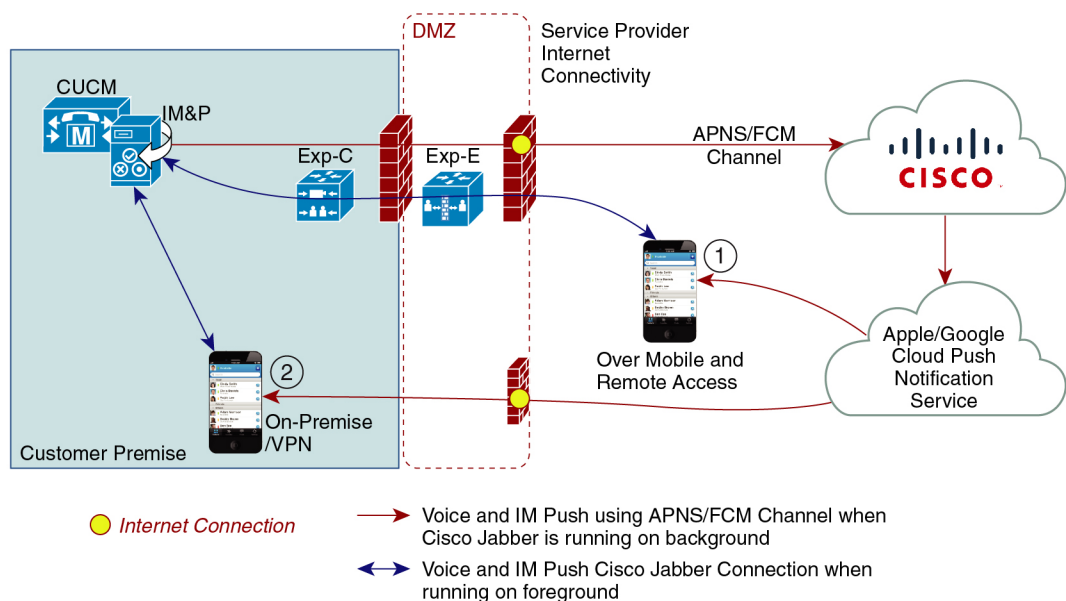 DMZ
Service Provider
Internet
Connectivity
CUCM
IM&P
M
APNS/FCM
Channel
CISCO
Exp-C
Exp-E
1
Over Mobile and
Remote Access
Apple/Google
Cloud Push
Notification
Service
2
On-Premise
/VPN
Customer Premise
Internet Connection
Voice and IM Push using APNS/FCM Channel when
Cisco Jabber is running on background
Voice and IM Push Cisco Jabber Connection when
running on foreground